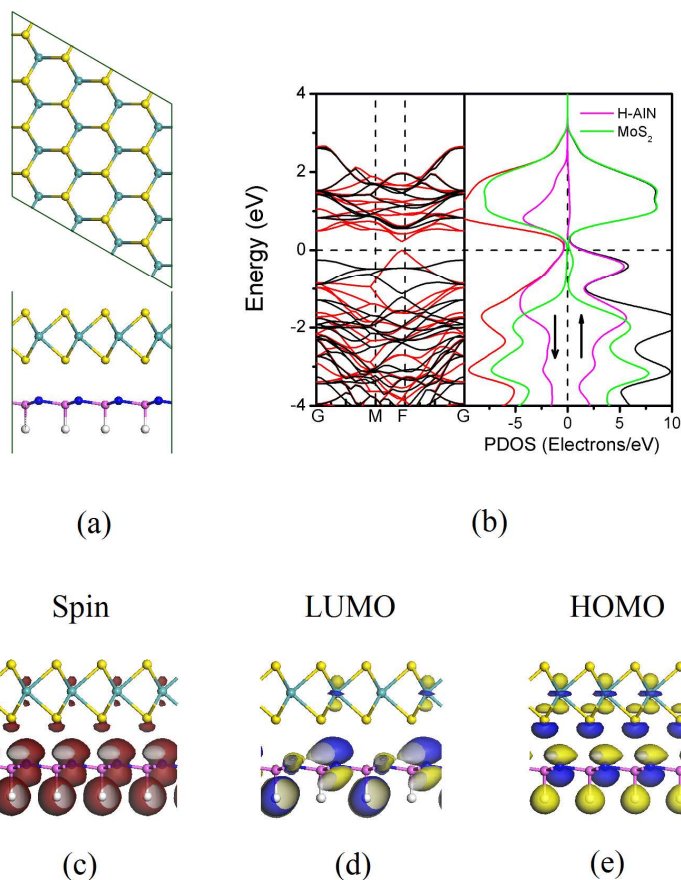 (a)
4
2
0
-2
-4
Energy (eV)
G
M
F
G
H-AlN
MoS₂
-5
0
5
10
PDOS (Electrons/eV)
(b)
Spin
LUMO
HOMO
(c)
(d)
(e)